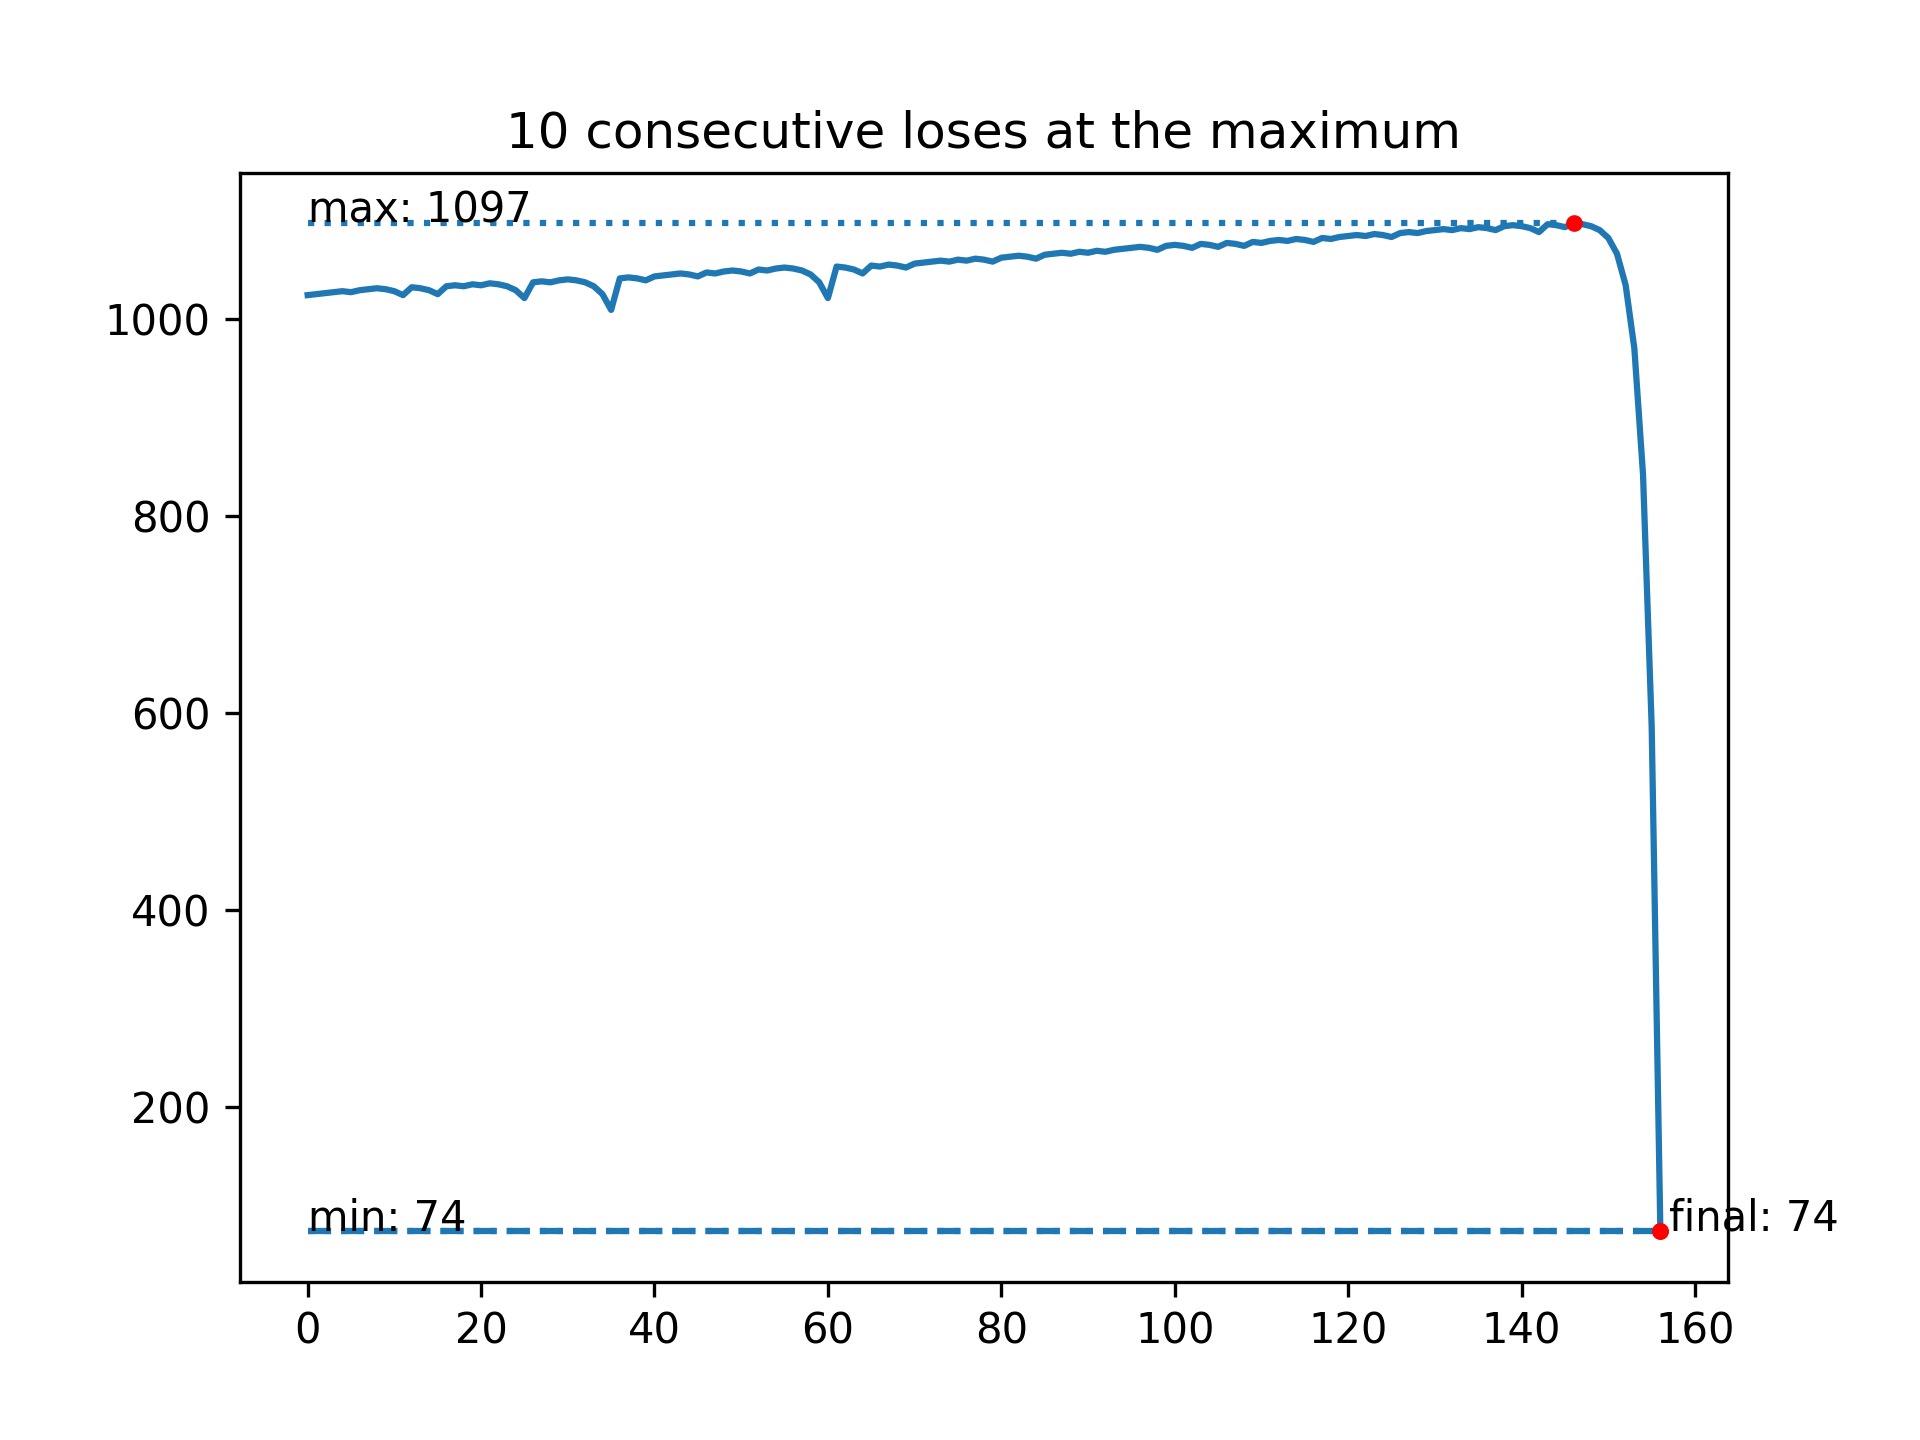 10 consecutive loses at the maximum
max: 1097
1000
800
600
400
200
min: 74
final: 74
0 20 40 60 80 100 120 140 160